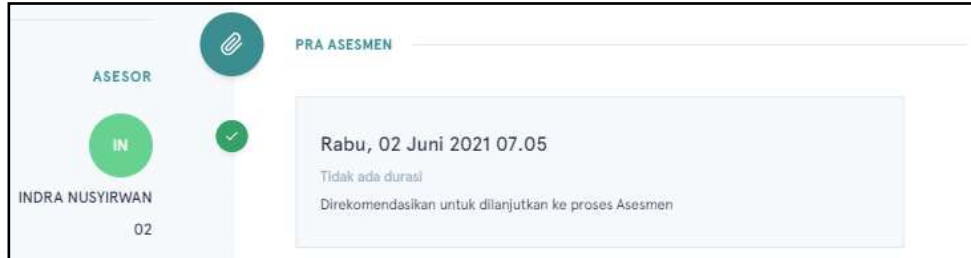 ASESOR
IN
INDRA NUSYIRWAN
02
PRA ASESMEN
Rabu, 02 Juni 2021 07.05
Tidak ada durasi
Direkomendasikan untuk dilanjutkan ke proses Asesmen